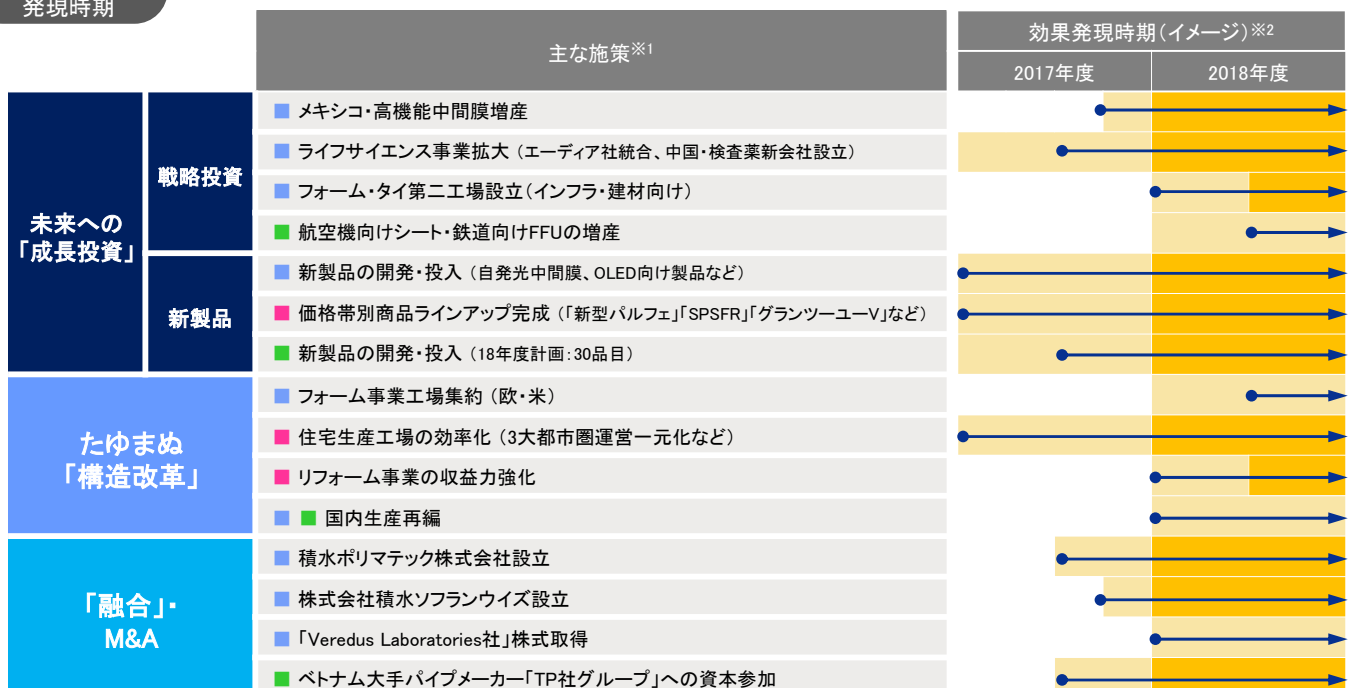 発現時期
主な施策※1
効果発現時期(イメージ)※2
2017年度
2018年度
未来への
「成長投資」
戦略投資
■ メキシコ・高機能中間膜増産
■ ライフサイエンス事業拡大 (エーディア社統合、中国・検査薬新会社設立)
■ フォーム・タイ第二工場設立(インフラ・建材向け)
■ 航空機向けシート・鉄道向けFFUの増産
新製品
■ 新製品の開発・投入 (自発光中間膜、OLED向け製品など)
■ 価格帯別商品ラインアップ完成 (「新型パルフェ」「SPSFR」「グランツーユーV」など)
■ 新製品の開発・投入 (18年度計画:30品目)
たゆまぬ
「構造改革」
■ フォーム事業工場集約 (欧・米)
■ 住宅生産工場の効率化 (3大都市圏運営一元化など)
■ リフォーム事業の収益力強化
■ ■ 国内生産再編
「融合」・
M&A
■ 積水ポリマテック株式会社設立
■ 株式会社積水ソフランウイズ設立
■ 「Veredus Laboratories社」株式取得
■ ベトナム大手パイプメーカー「TP社グループ」への資本参加